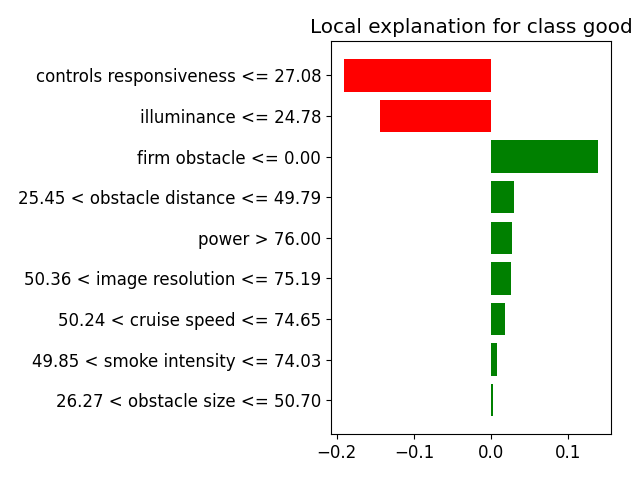 Local explanation for class good
controls responsiveness <= 27.08
illuminance <= 24.78
firm obstacle <= 0.00
25.45 < obstacle distance <= 49.79
power > 76.00
50.36 < image resolution <= 75.19
50.24 < cruise speed <= 74.65
49.85 < smoke intensity <= 74.03
26.27 < obstacle size <= 50.70
−0.2 −0.1 0.0 0.1